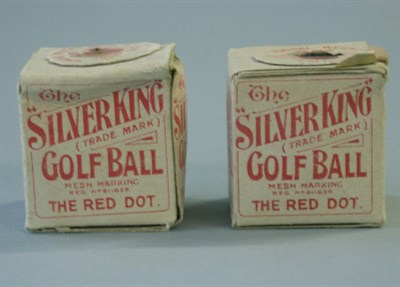 The
"SILVER KING"
(TRADE MARK)
GOLF BALL
MESH MARKING
THE RED DOT.
The
"SILVER KING"
(TRADE MARK)
GOLF BALL
MESH MARKING
THE RED DOT.